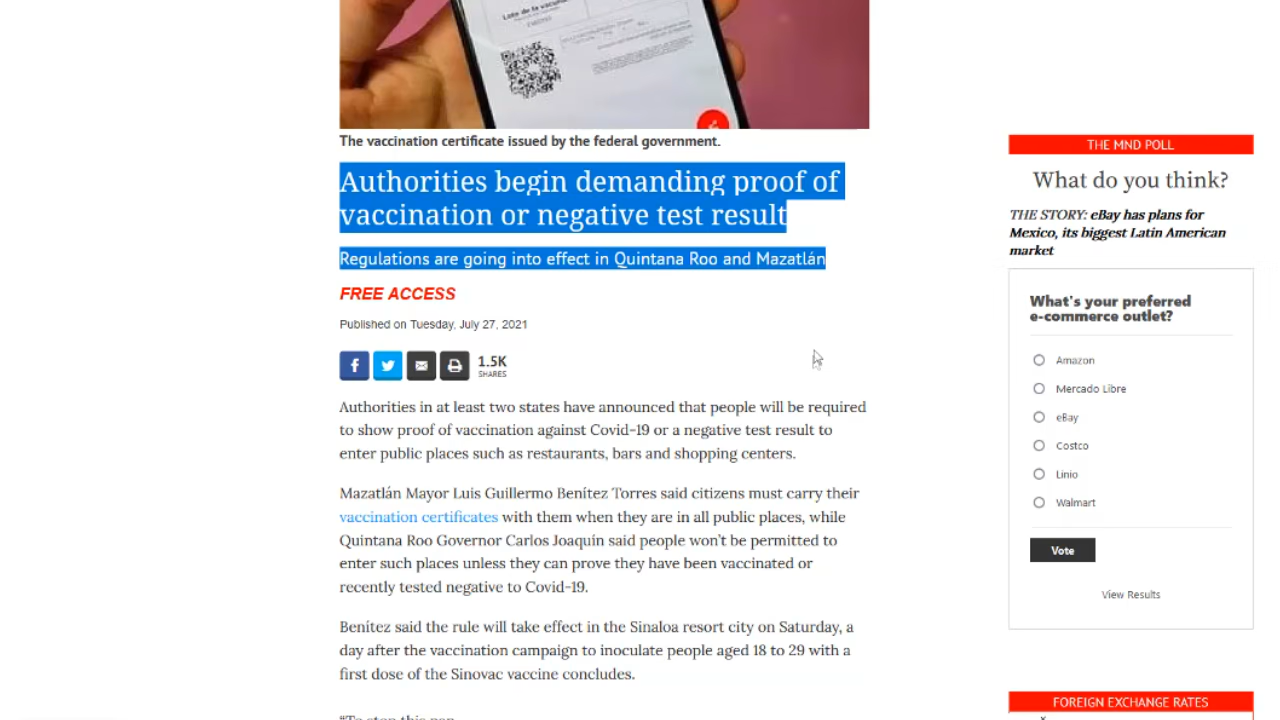 Lote de la vacuna
The vaccination certificate issued by the federal government.
Authorities begin demanding proof of
vaccination or negative test result
Regulations are going into effect in Quintana Roo and Mazatlán
FREE ACCESS
Published on Tuesday, July 27, 2021
1.5K
SHARES
Authorities in at least two states have announced that people will be required
to show proof of vaccination against Covid-19 or a negative test result to
enter public places such as restaurants, bars and shopping centers.
Mazatlán Mayor Luis Guillermo Benítez Torres said citizens must carry their
vaccination certificates with them when they are in all public places, while
Quintana Roo Governor Carlos Joaquín said people won't be permitted to
enter such places unless they can prove they have been vaccinated or
recently tested negative to Covid-19.
Benítez said the rule will take effect in the Sinaloa resort city on Saturday, a
day after the vaccination campaign to inoculate people aged 18 to 29 with a
first dose of the Sinovac vaccine concludes.
"To stop this pan
THE MND POLL
What do you think?
THE STORY: eBay has plans for
Mexico, its biggest Latin American
market
What's your preferred
e-commerce outlet?
Amazon
Mercado Libre
eBay
Costco
Linio
Walmart
Vote
View Results
FOREIGN EXCHANGE RATES